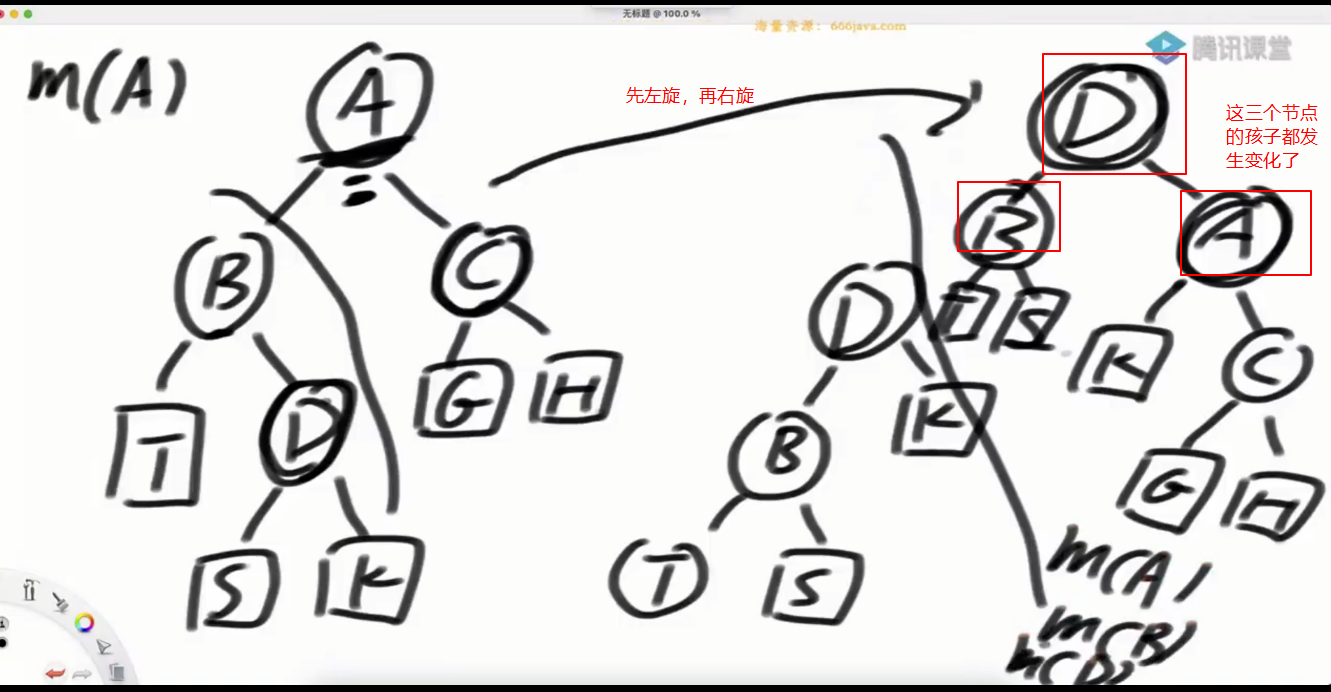 无标题 @ 100.0 %
海量资源：666java.com
腾讯课堂
m(A)
先左旋，再右旋
这三个节点
的孩子都发
生变化了
A
D
B
C
B
A
D
T
S
K
C
G
H
D
K
T
B
G
H
S
K
T
S
m(A)
m(B)
m(D)